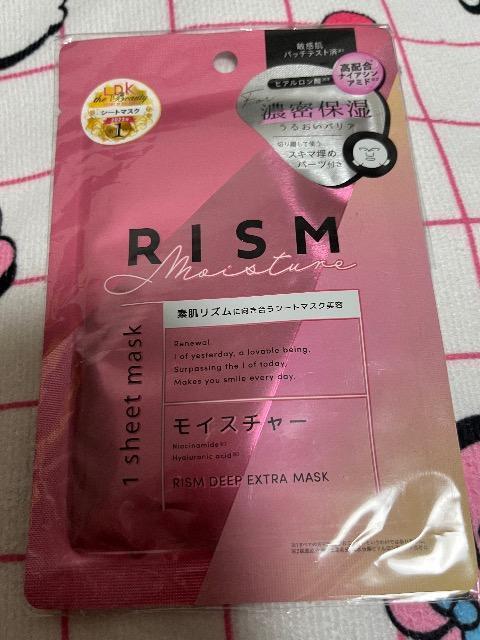 敏感肌
パッチテスト済
LDK
the Beauty
シートマスク
1
高配合
ナイアシン
アミド
ヒアルロン酸
濃密保湿
うるおいバリア
切り離して使う
スキマ埋め
パーツ付き
RISM
Moisture
素肌リズムに向き合うシートマスク美容
1 sheet mask
Renewal.
I of yesterday, a lovable being.
Surpassing the I of today,
Makes you smile every day.
モイスチャー
Niacinamide
Hyaluronic acid
RISM DEEP EXTRA MASK